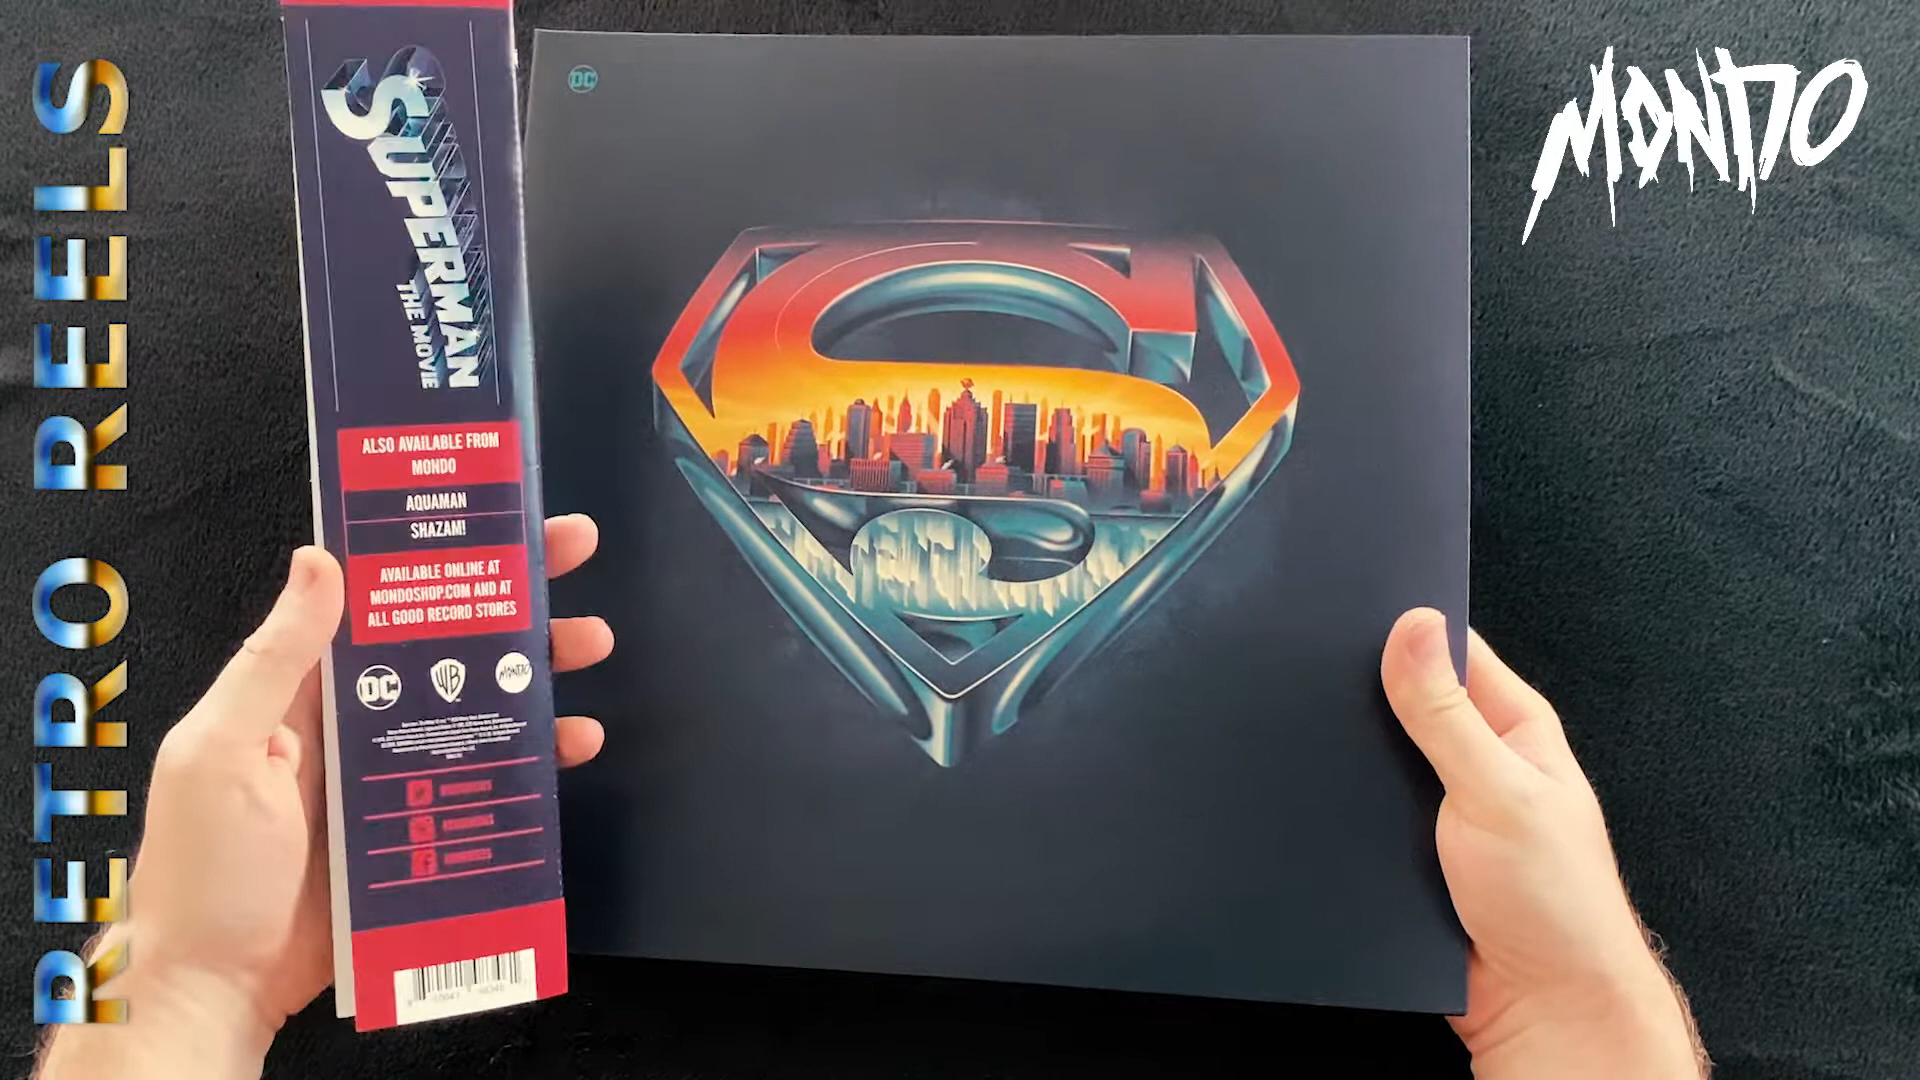 RETRO REELS
SUPERMAN
THE MOVIE
ALSO AVAILABLE FROM
MONDO
AQUAMAN
SHAZAM!
AVAILABLE ONLINE AT
MONDOSHOP.COM AND AT
ALL GOOD RECORD STORES
DC
WB
MONDO
DC
MONDO